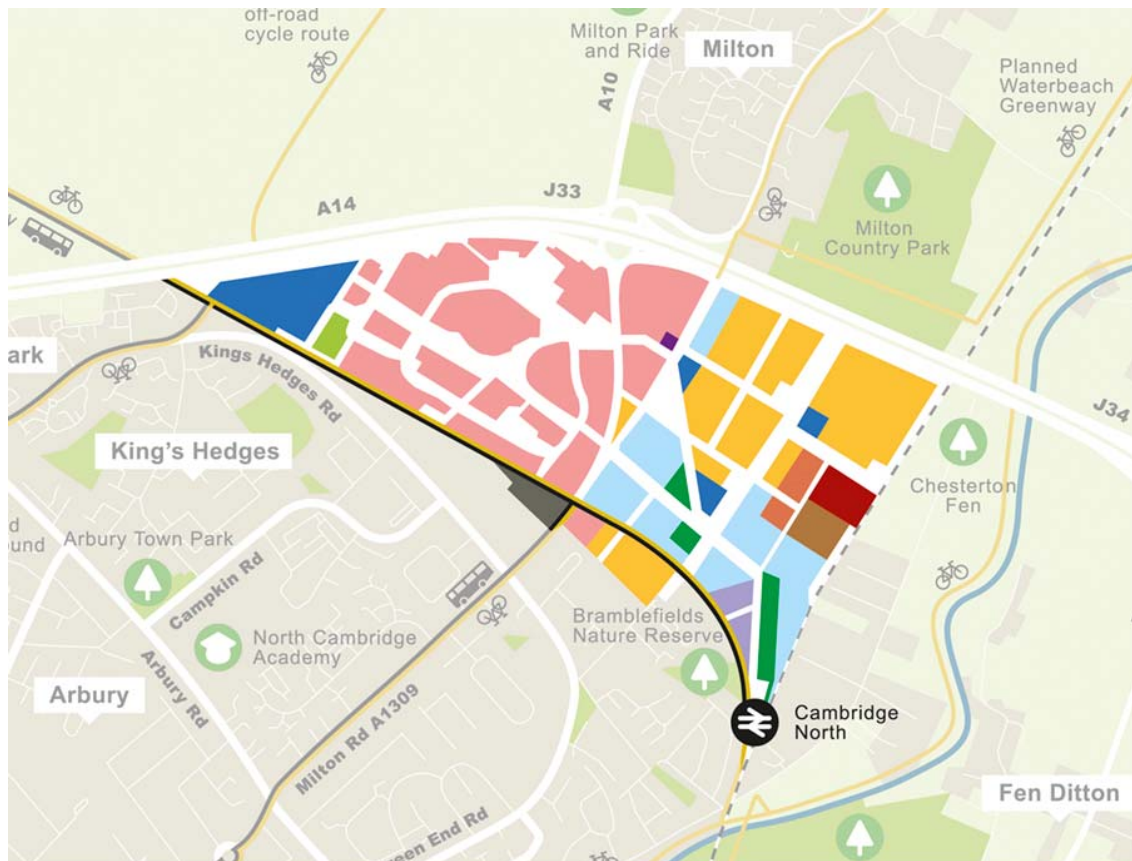 off-road
cycle route
Milton Park
and Ride
Milton
A10
Planned
Waterbeach
Greenway
J33
A14
Milton
Country Park
ark
Kings Hedges Rd
J34
King's Hedges
Chesterton
Fen
d
ound
Arbury Town Park
Campkin Rd
Bramblefields
Nature Reserve
North Cambridge
Academy
Arbury
Arbury Rd
Milton Rd A1309
Cambridge
North
Fen Ditton
een End Rd